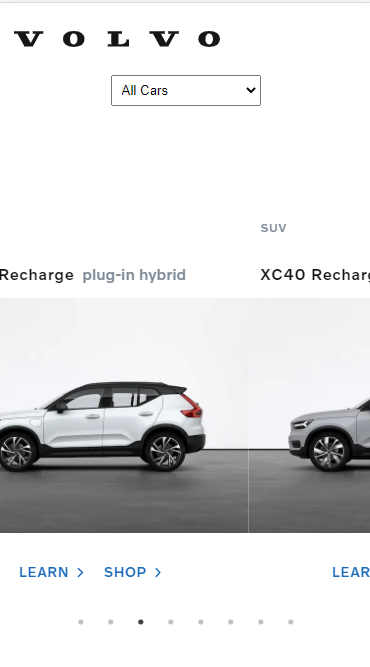 VOLVO
All Cars
SUV
Recharge plug-in hybrid
XC40 Recharg
LEARN SHOP
LEAR